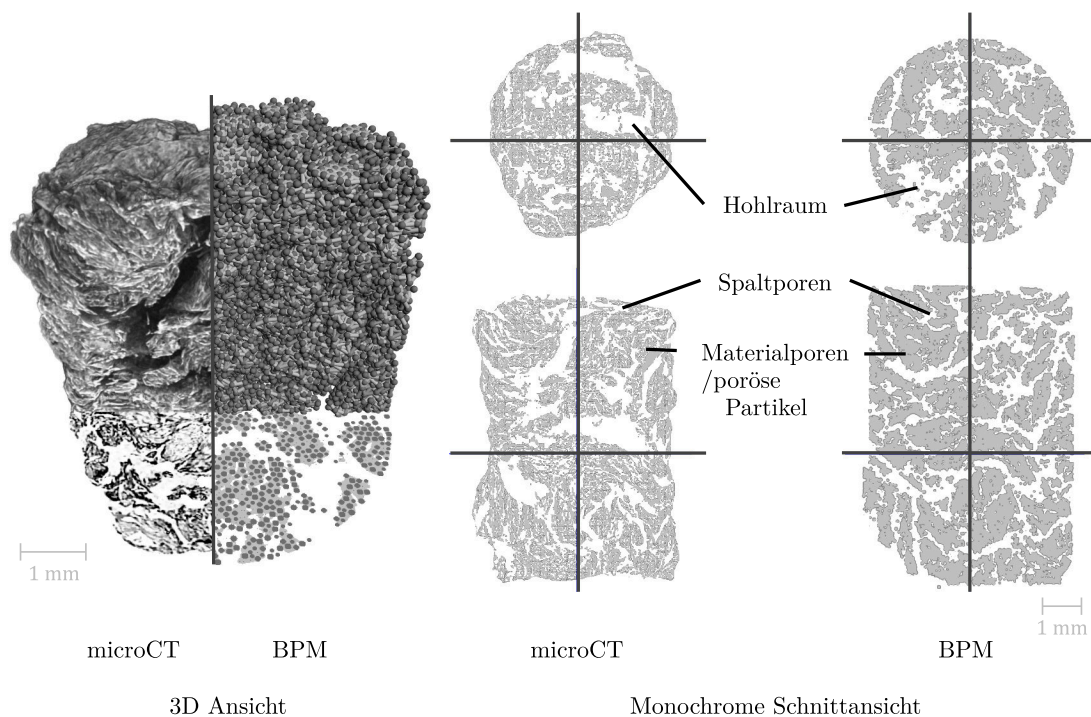 Hohlraum
Spaltporen
Materialporen
/poröse
Partikel
1 mm
1 mm
microCT
BPM
microCT
BPM
3D Ansicht
Monochrome Schnittansicht